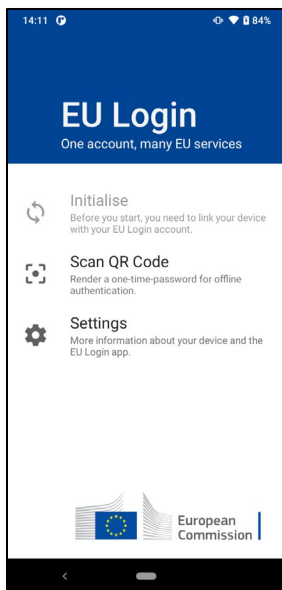 14:11 84%
EU Login
One account, many EU services
Initialise
Before you start, you need to link your device
with your EU Login account.
Scan QR Code
Render a one-time-password for offline
authentication.
Settings
More information about your device and the
EU Login app.
European
Commission